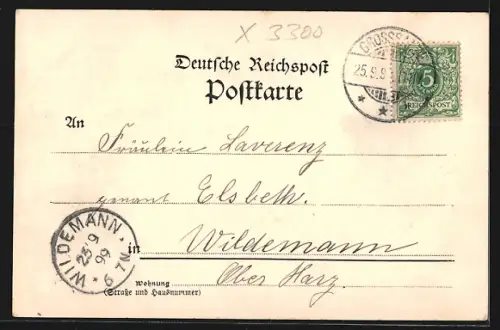 X 3300
Deutsche Reichspost
Postkarte
GROSS
25.9.9
5
REICHSPOST
An
Fräulein Laverenz
genannt Elsbeth.
in Wildemann
Ober Harz.
Wohnung
(Straße und Hausnummer)
WILDEMANN
25 9
99
6-7N.